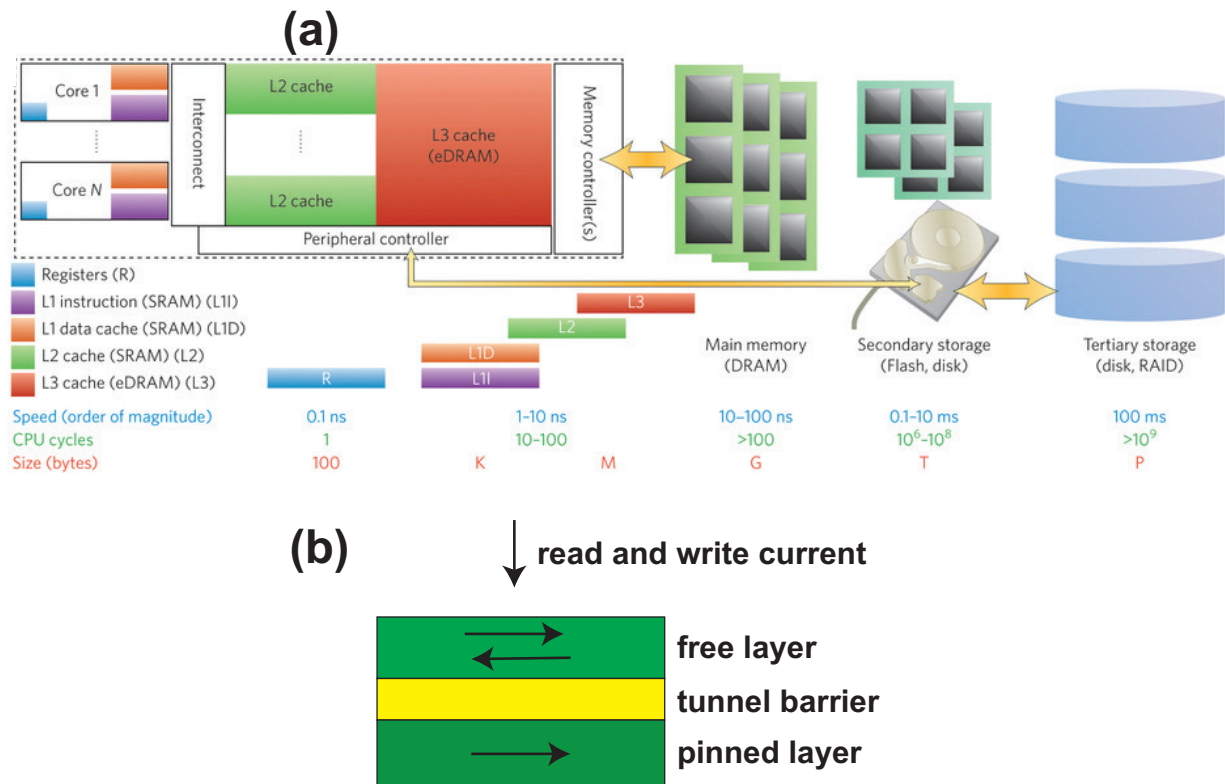 (a)
Core 1
Core N
Interconnect
L2 cache
L2 cache
L3 cache
(eDRAM)
Memory controller(s)
Peripheral controller
Registers (R)
L1 instruction (SRAM) (L1I)
L1 data cache (SRAM) (L1D)
L2 cache (SRAM) (L2)
L3 cache (eDRAM) (L3)
L3
L2
L1D
R
L1I
Main memory
(DRAM)
Secondary storage
(Flash, disk)
Tertiary storage
(disk, RAID)
Speed (order of magnitude) 0.1 ns 1–10 ns 10–100 ns 0.1–10 ms 100 ms
CPU cycles 1 10–100 >100 10⁶–10⁸ >10⁹
Size (bytes) 100 K M G T P
(b)
read and write current
free layer
tunnel barrier
pinned layer